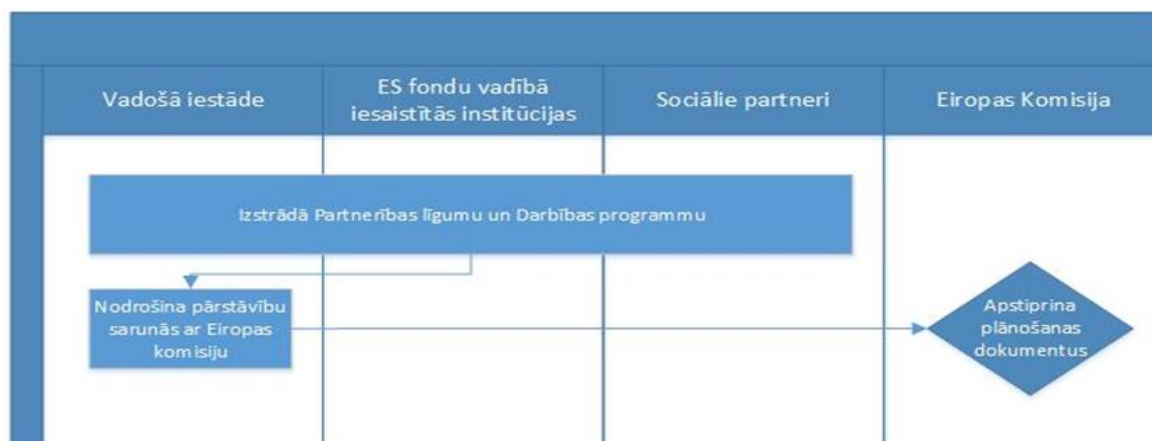 Vadošā iestāde
ES fondu vadībā
iesaistītās institūcijas
Sociālie partneri
Eiropas Komisija
Izstrādā Partnerības līgumu un Darbības programmu
Nodrošina pārstāvību
sarunās ar Eiropas
komisiju
Apstiprina
plānošanas
dokumentus